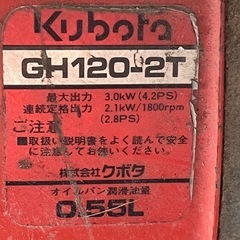 Kubota
GH120-2T
最大出力 3.0kW(4.2PS)
連続定格出力 2.1kW/1800rpm
(2.8PS)
ご注意
■取扱い説明書をよく読んで安全
に注意してお使いください。
株式会社クボタ
オイルパン潤滑油量
0.55L